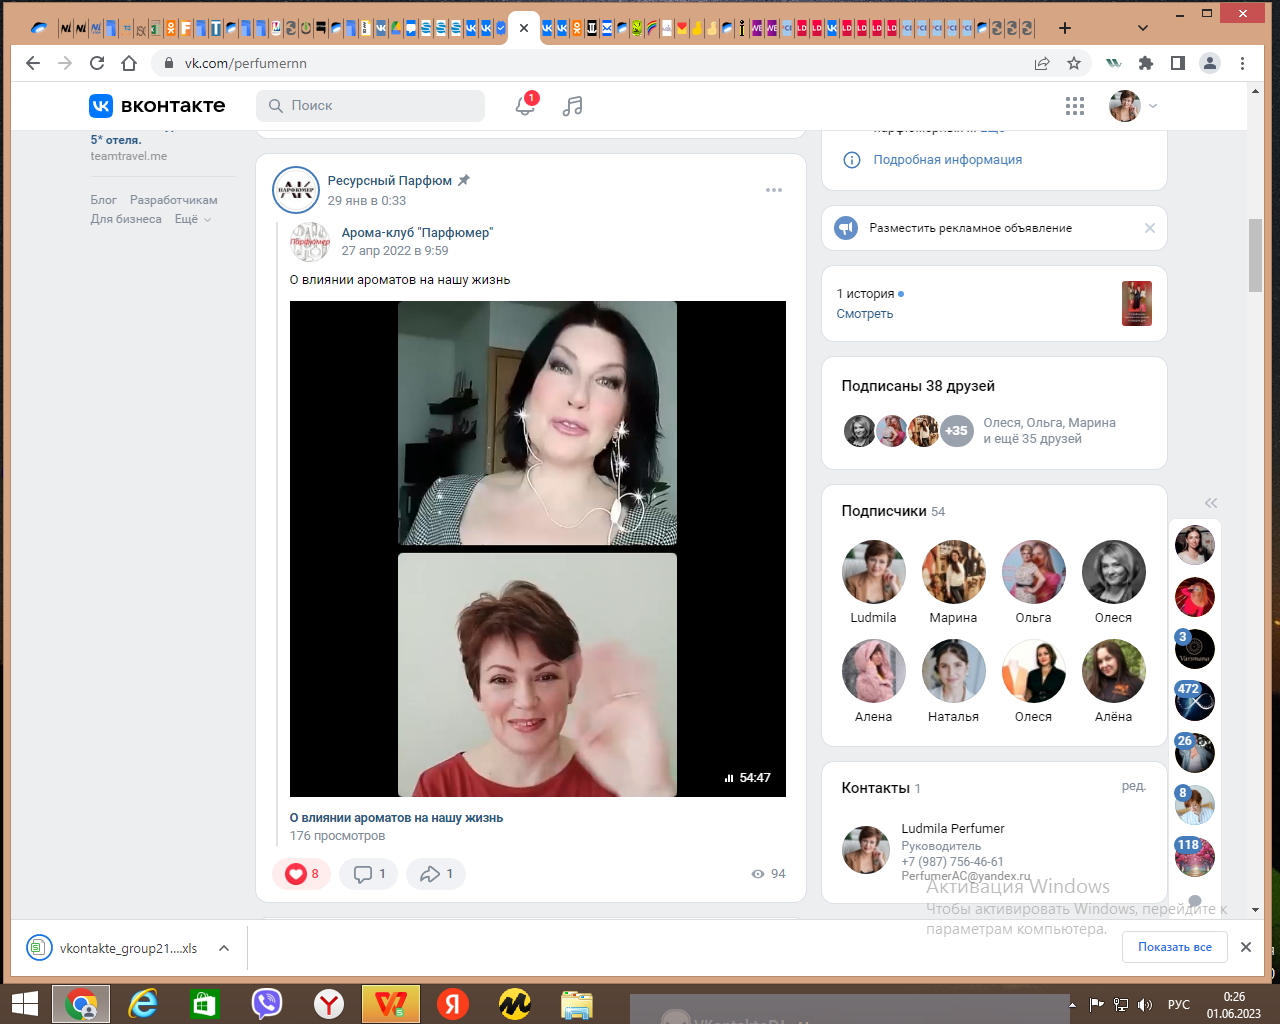 vk.com/perfumernn
вконтакте
Поиск
1
5* отеля.
teamtravel.me
Блог Разработчикам
Для бизнеса Ещё
Ресурсный Парфюм
29 янв в 0:33
АК
ПАРФЮМЕР
Парфюмер
Арома-клуб "Парфюмер"
27 апр 2022 в 9:59
О влиянии ароматов на нашу жизнь
54:47
О влиянии ароматов на нашу жизнь
176 просмотров
8
1
1
94
Подробная информация
Разместить рекламное объявление
1 история
Смотреть
Подписаны 38 друзей
+35
Олеся, Ольга, Марина
и ещё 35 друзей
Подписчики 54
Ludmila Марина Ольга Олеся
Алена Наталья Олеся Алёна
Контакты 1
ред.
Ludmila Perfumer
Руководитель
+7 (987) 756-46-61
PerfumerAC@yandex.ru
3
472
26
8
118
Активация Windows
Чтобы активировать Windows, перейдите к
параметрам компьютера.
vkontakte_group21....xls
Показать все
РУС
0:26
01.06.2023